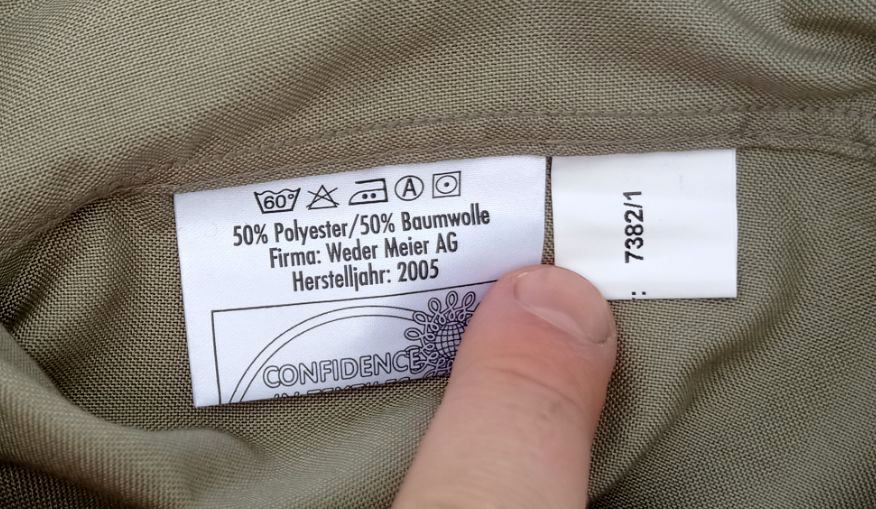 60°
A
50% Polyester/50% Baumwolle
Firma: Weder Meier AG
Herstelljahr: 2005
CONFIDENCE
7382/1